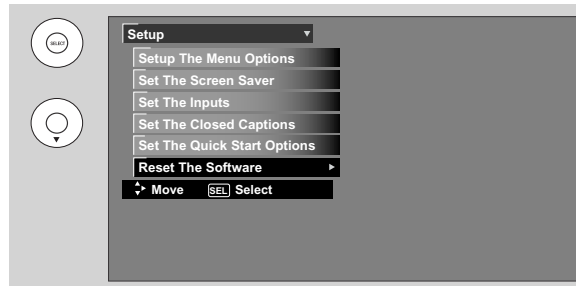 SELECT
Setup
Setup The Menu Options
Set The Screen Saver
Set The Inputs
Set The Closed Captions
Set The Quick Start Options
Reset The Software
Move SEL Select